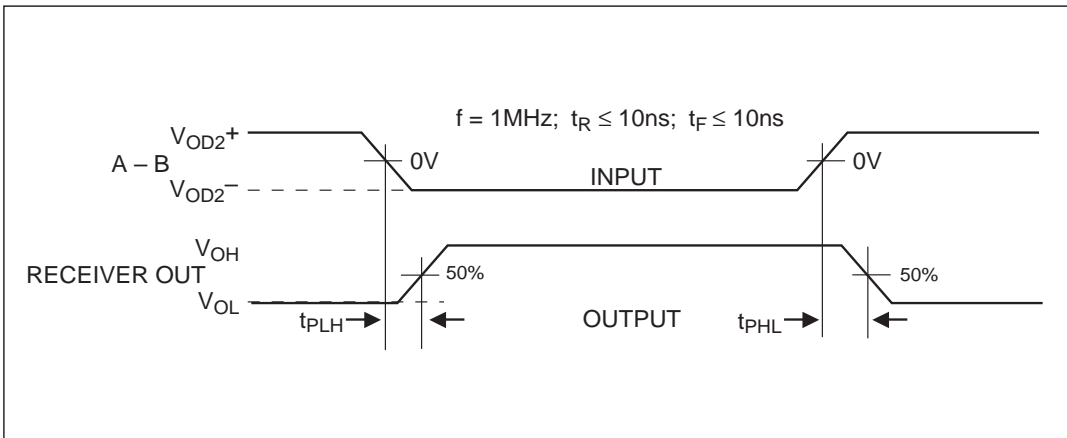 f = 1MHz; tR ≤ 10ns; tF ≤ 10ns
VOD2+
A – B
0V
0V
VOD2–
INPUT
VOH
RECEIVER OUT
50%
50%
VOL
tPLH
OUTPUT
tPHL